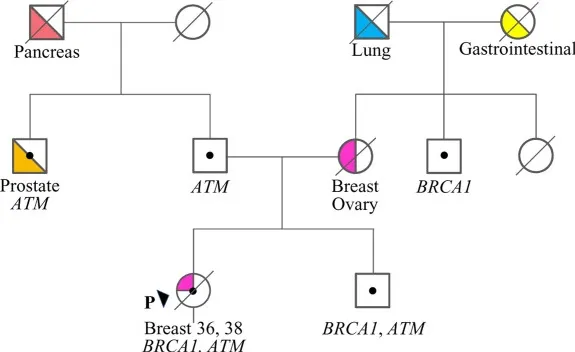 Pancreas
Lung
Gastrointestinal
Prostate
ATM
ATM
Breast
Ovary
BRCA1
P
Breast 36, 38
BRCA1, ATM
BRCA1, ATM